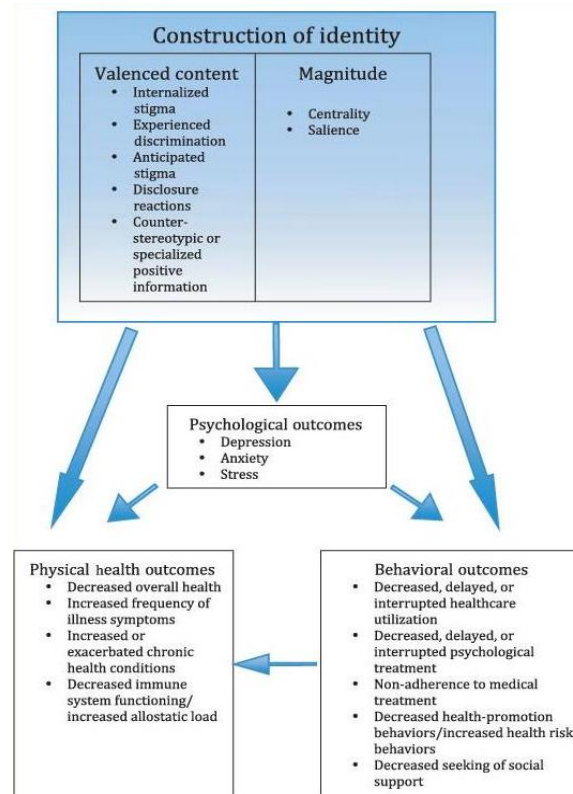 Construction of identity
Valenced content
• Internalized
stigma
• Experienced
discrimination
• Anticipated
stigma
• Disclosure
reactions
• Counter-
stereotypic or
specialized
positive
information
Magnitude
• Centrality
• Salience
Psychological outcomes
• Depression
• Anxiety
• Stress
Physical health outcomes
• Decreased overall health
• Increased frequency of
illness symptoms
• Increased or
exacerbated chronic
health conditions
• Decreased immune
system functioning/
increased allostatic load
Behavioral outcomes
• Decreased, delayed, or
interrupted healthcare
utilization
• Decreased, delayed, or
interrupted psychological
treatment
• Non-adherence to medical
treatment
• Decreased health-promotion
behaviors/increased health risk
behaviors
• Decreased seeking of social
support